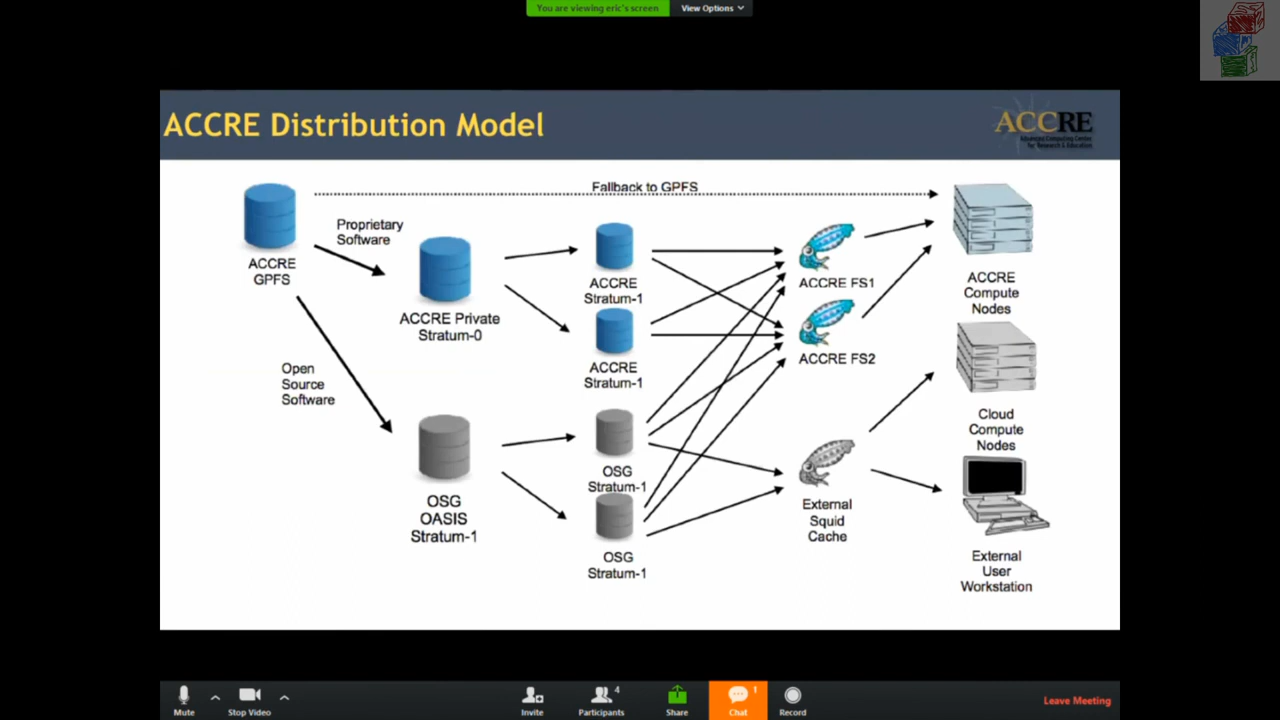 You are viewing eric's screen
View Options
ACCRE Distribution Model
ACCRE
Advanced Computing Center
for Research & Education
Fallback to GPFS
Proprietary
Software
ACCRE
GPFS
ACCRE Private
Stratum-0
Open
Source
Software
OSG
OASIS
Stratum-1
ACCRE
Stratum-1
ACCRE
Stratum-1
OSG
Stratum-1
OSG
Stratum-1
ACCRE FS1
ACCRE FS2
External
Squid
Cache
ACCRE
Compute
Nodes
Cloud
Compute
Nodes
External
User
Workstation
Mute
Stop Video
Invite
4
Participants
Share
1
Chat
Record
Leave Meeting